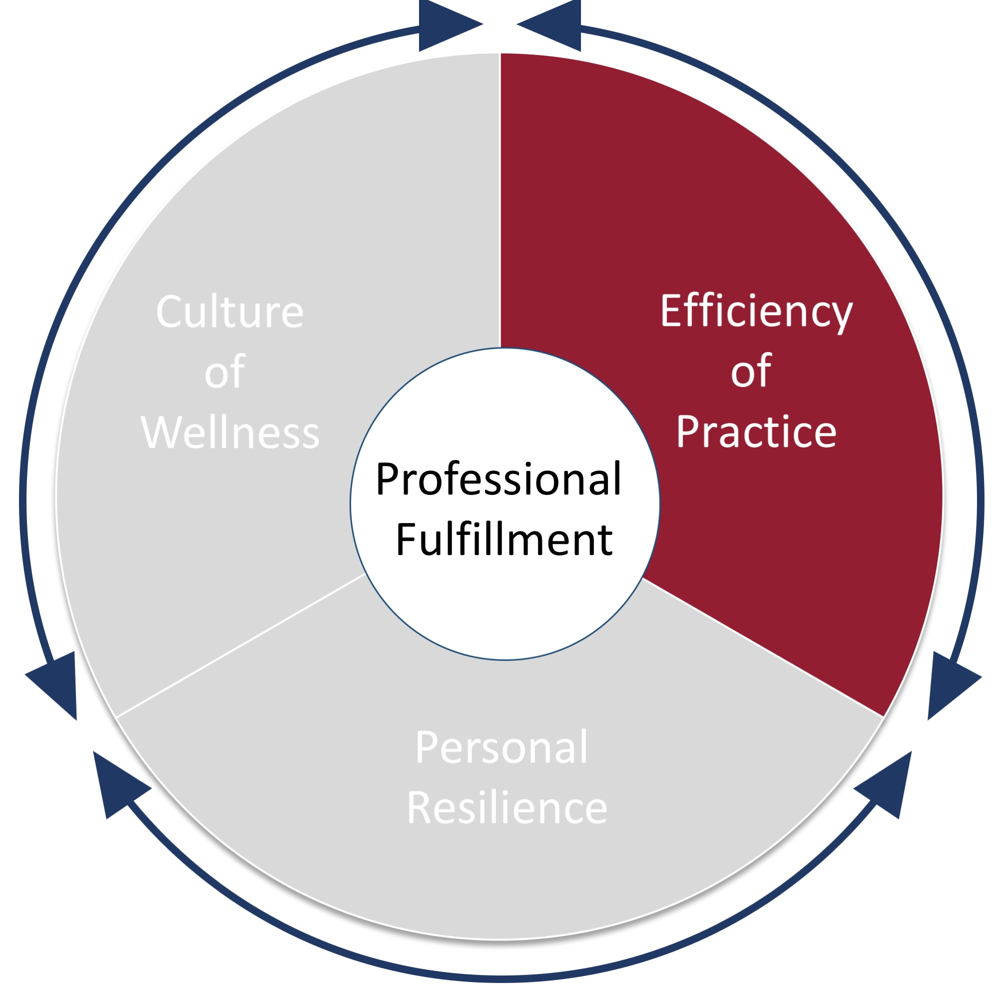 Culture
of
Wellness
Efficiency
of
Practice
Professional
Fulfillment
Personal
Resilience